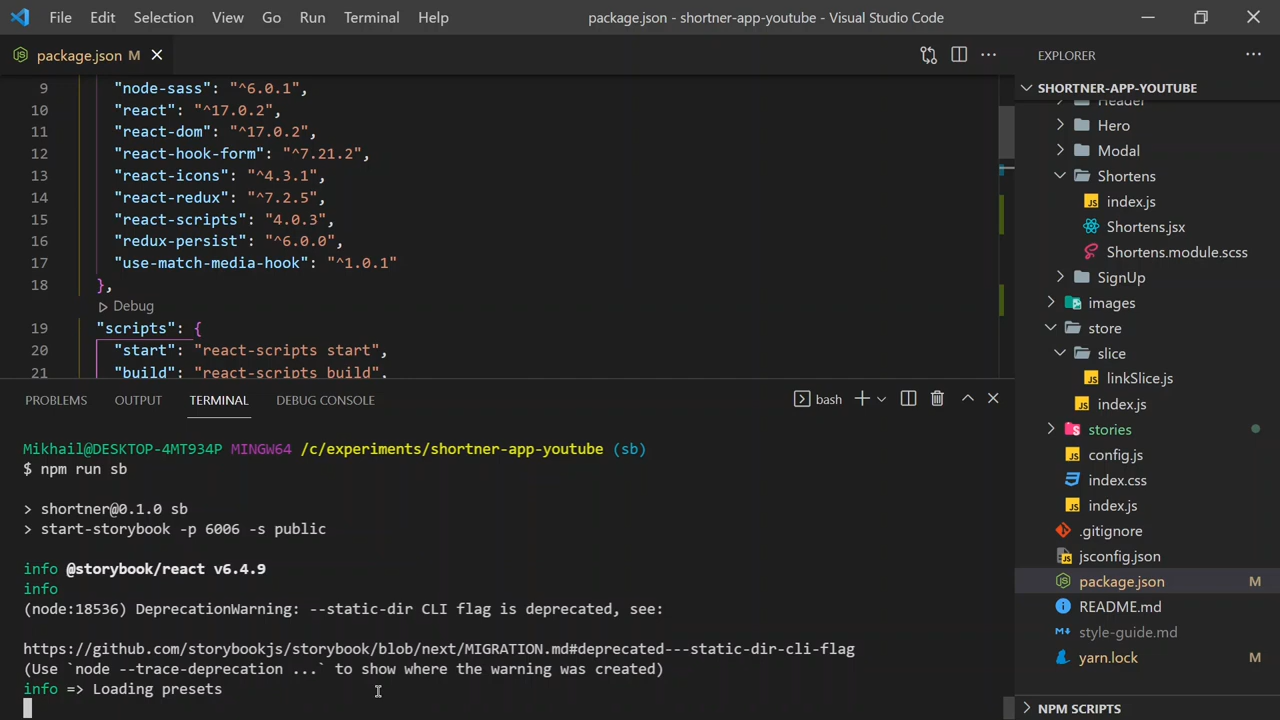 File Edit Selection View Go Run Terminal Help package.json - shortner-app-youtube - Visual Studio Code
package.json M
EXPLORER
9 "node-sass": "^6.0.1",
10 "react": "^17.0.2",
11 "react-dom": "^17.0.2",
12 "react-hook-form": "^7.21.2",
13 "react-icons": "^4.3.1",
14 "react-redux": "^7.2.5",
15 "react-scripts": "4.0.3",
16 "redux-persist": "^6.0.0",
17 "use-match-media-hook": "^1.0.1"
18 },
Debug
19 "scripts": {
20 "start": "react-scripts start",
21 "build": "react-scripts build",
PROBLEMS OUTPUT TERMINAL DEBUG CONSOLE
bash
Mikhail@DESKTOP-4MT934P MINGW64 /c/experiments/shortner-app-youtube (sb)
$ npm run sb
> shortner@0.1.0 sb
> start-storybook -p 6006 -s public
info @storybook/react v6.4.9
info
(node:18536) DeprecationWarning: --static-dir CLI flag is deprecated, see:
https://github.com/storybookjs/storybook/blob/next/MIGRATION.md#deprecated---static-dir-cli-flag
(Use `node --trace-deprecation ...` to show where the warning was created)
info => Loading presets
SHORTNER-APP-YOUTUBE
Header
Hero
Modal
Shortens
JS index.js
Shortens.jsx
Shortens.module.scss
SignUp
images
store
slice
JS linkSlice.js
JS index.js
stories
JS config.js
index.css
JS index.js
.gitignore
jsconfig.json
package.json M
README.md
style-guide.md
yarn.lock M
NPM SCRIPTS